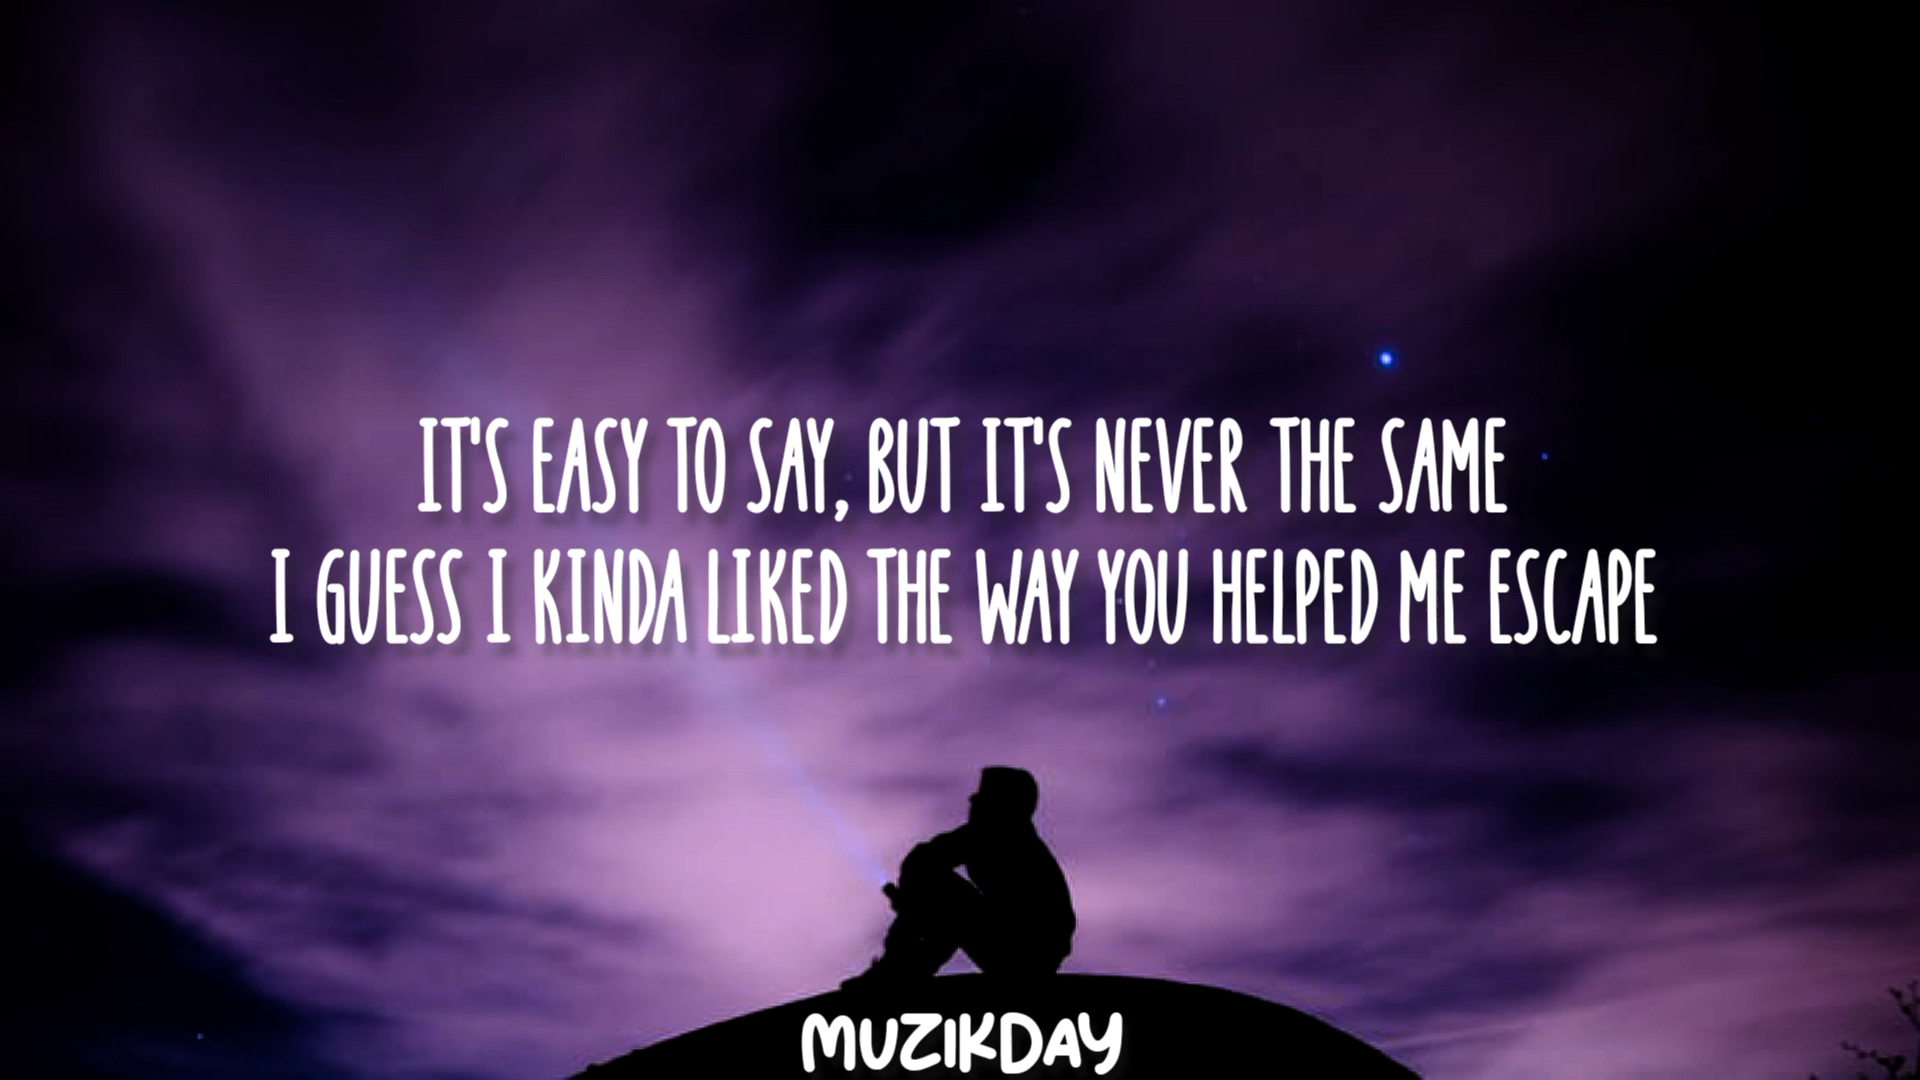 IT'S EASY TO SAY, BUT IT'S NEVER THE SAME
I GUESS I KINDA LIKED THE WAY YOU HELPED ME ESCAPE
MUZIKDAY